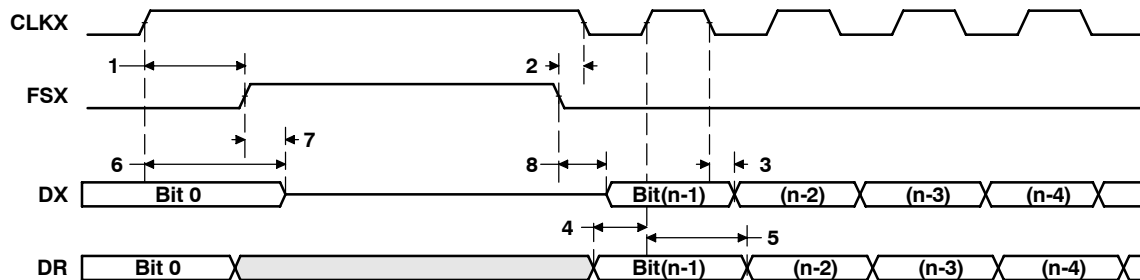 CLKX
1
2
FSX
7
6
8
3
DX
Bit 0
Bit(n-1)
(n-2)
(n-3)
(n-4)
4
5
DR
Bit 0
Bit(n-1)
(n-2)
(n-3)
(n-4)